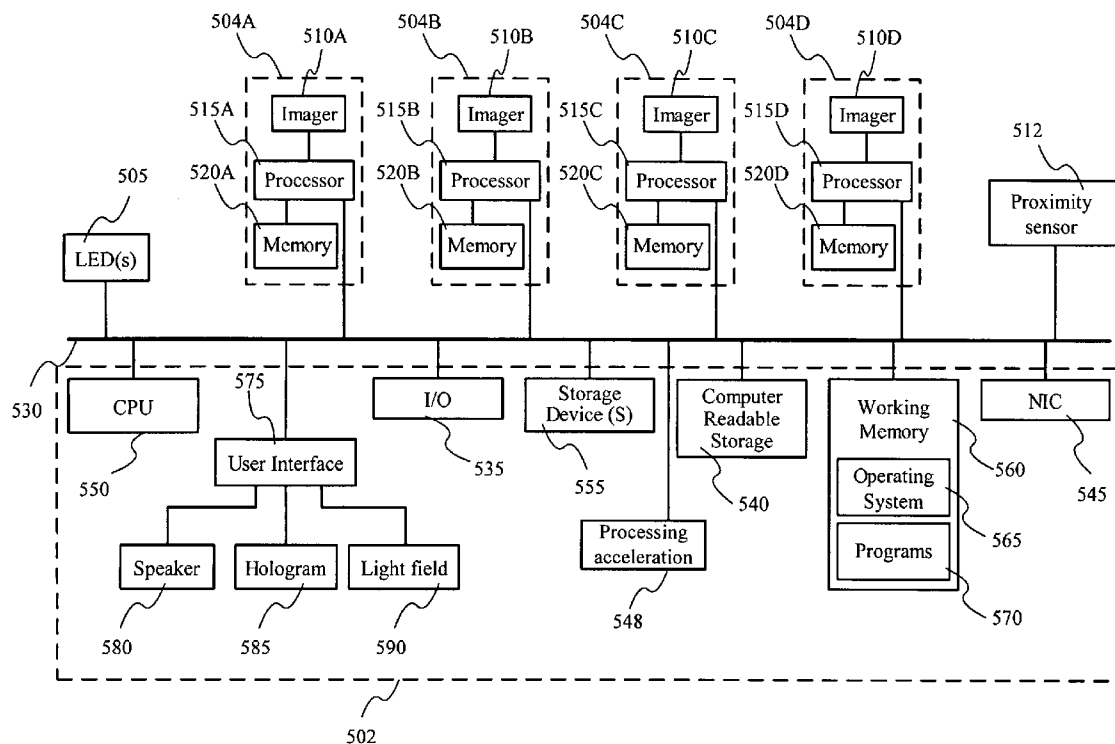 504A
510A
504B
510B
504C
510C
504D
510D
Imager
Imager
Imager
Imager
515A
515B
515C
515D
512
Processor
Processor
Processor
Processor
505
520A
520B
520C
520D
Proximity
sensor
LED(s)
Memory
Memory
Memory
Memory
530
575
CPU
I/O
Storage
Device (S)
Computer
Readable
Storage
Working
Memory
NIC
550
User Interface
535
555
540
560
545
Operating
System
565
Processing
acceleration
Programs
Speaker
Hologram
Light field
570
580
585
590
548
502